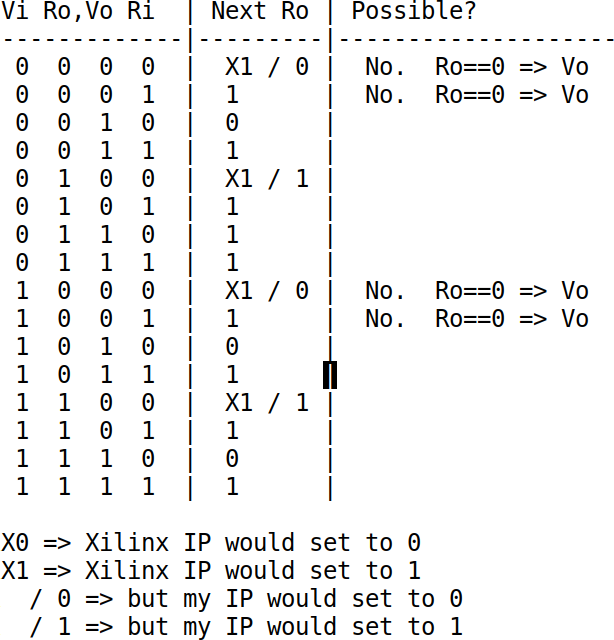 Vi Ro,Vo Ri  | Next Ro | Possible?
-------------|---------|--------------------
 0  0  0  0  |  X1 / 0 |  No.  Ro==0 => Vo
 0  0  0  1  |  1      |  No.  Ro==0 => Vo
 0  0  1  0  |  0      |
 0  0  1  1  |  1      |
 0  1  0  0  |  X1 / 1 |
 0  1  0  1  |  1      |
 0  1  1  0  |  1      |
 0  1  1  1  |  1      |
 1  0  0  0  |  X1 / 0 |  No.  Ro==0 => Vo
 1  0  0  1  |  1      |  No.  Ro==0 => Vo
 1  0  1  0  |  0      |
 1  0  1  1  |  1      |
 1  1  0  0  |  X1 / 1 |
 1  1  0  1  |  1      |
 1  1  1  0  |  0      |
 1  1  1  1  |  1      |
X0 => Xilinx IP would set to 0
X1 => Xilinx IP would set to 1
  / 0 => but my IP would set to 0
  / 1 => but my IP would set to 1